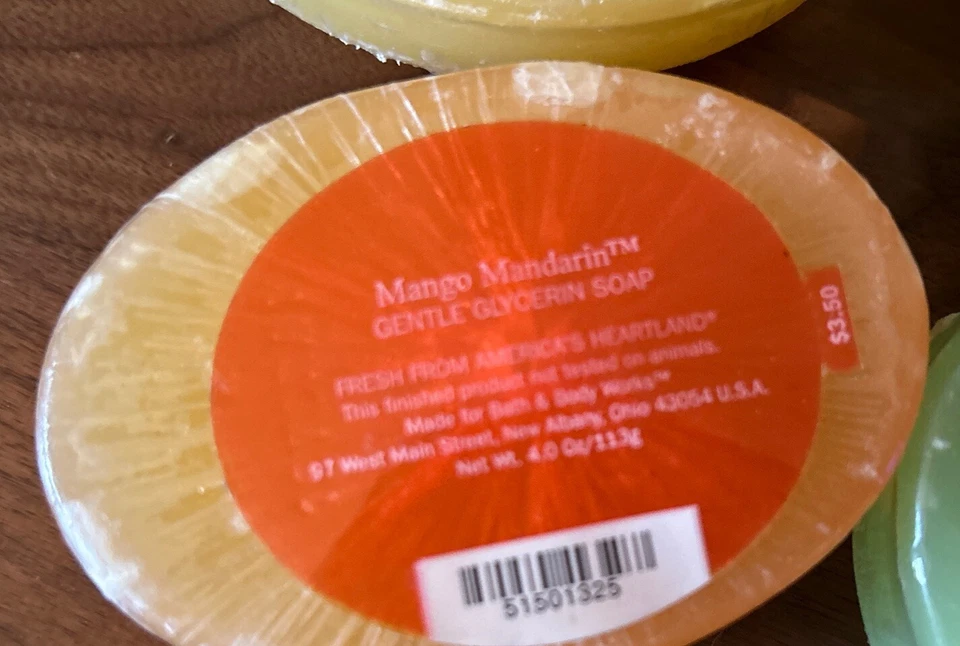 Mango Mandarin™
GENTLE GLYCERIN SOAP
$3.50
FRESH FROM AMERICA'S HEARTLAND®
This finished product not tested on animals.
Made for Bath & Body Works™
97 West Main Street, New Albany, Ohio 43054 U.S.A.
Net Wt. 4.0 Oz/113g
51501325